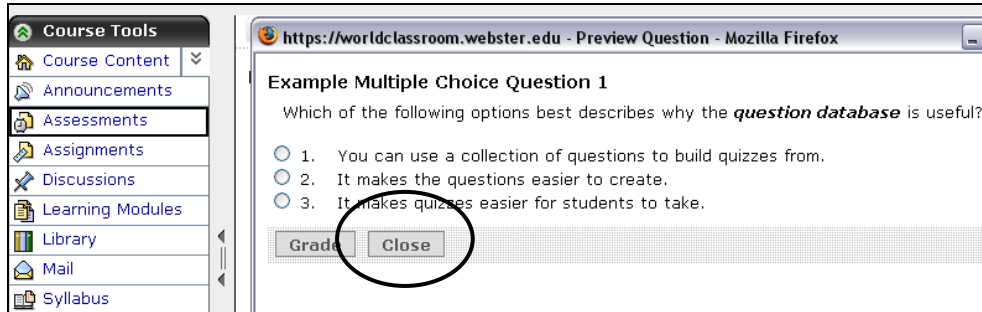 Course Tools
Course Content
Announcements
Assessments
Assignments
Discussions
Learning Modules
Library
Mail
Syllabus
https://worldclassroom.webster.edu - Preview Question - Mozilla Firefox
Example Multiple Choice Question 1
Which of the following options best describes why the question database is useful?
1. You can use a collection of questions to build quizzes from.
2. It makes the questions easier to create.
3. It makes quizzes easier for students to take.
Grade Close